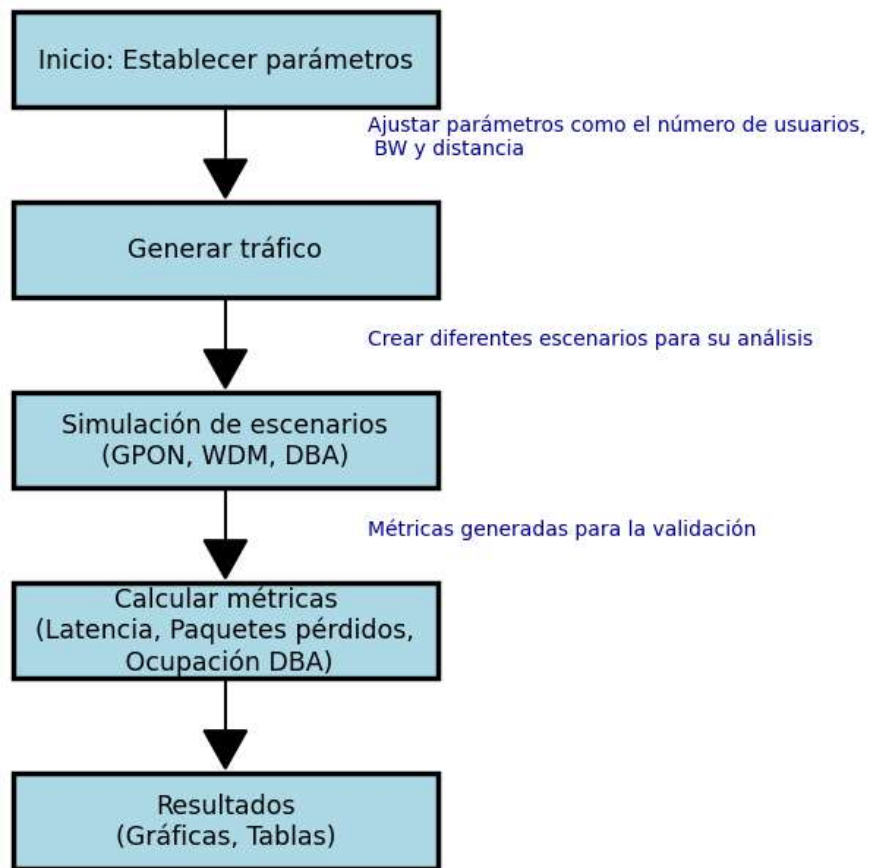 Inicio: Establecer parámetros
Ajustar parámetros como el número de usuarios,
BW y distancia
Generar tráfico
Crear diferentes escenarios para su análisis
Simulación de escenarios
(GPON, WDM, DBA)
Métricas generadas para la validación
Calcular métricas
(Latencia, Paquetes pérdidos,
Ocupación DBA)
Resultados
(Gráficas, Tablas)